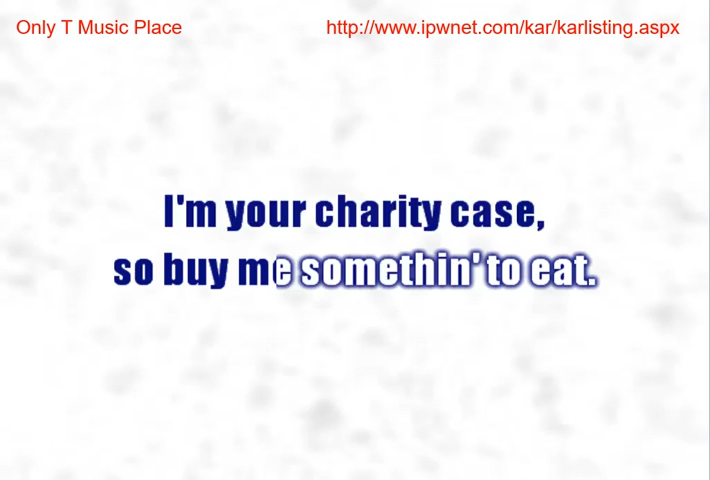 Only T Music Place http://www.ipwnet.com/kar/karlisting.aspx
I'm your charity case,
so buy me somethin' to eat.